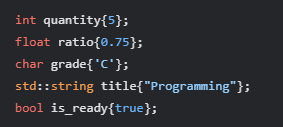 int quantity{5};
float ratio{0.75};
char grade{'C'};
std::string title{"Programming"};
bool is_ready{true};